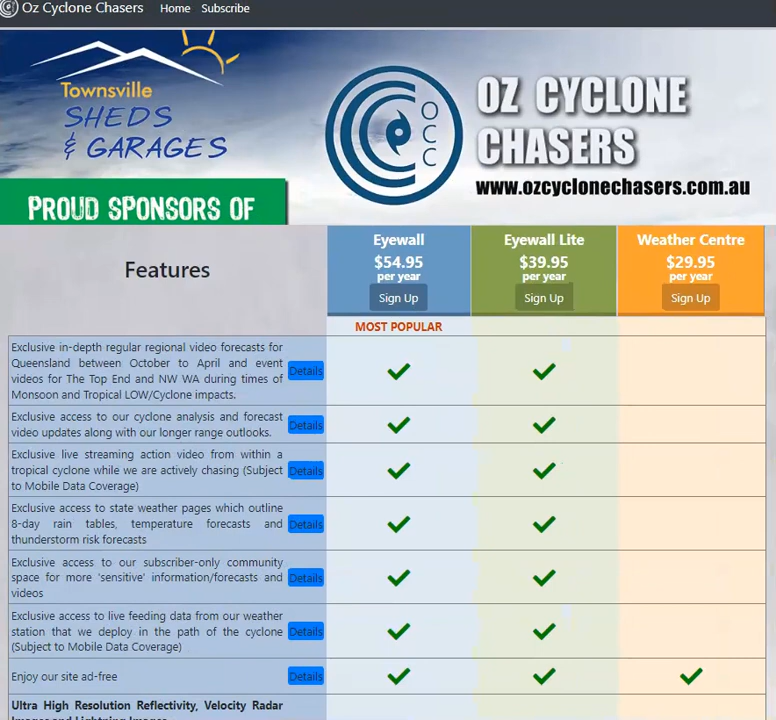 Oz Cyclone Chasers Home Subscribe
Townsville
SHEDS
& GARAGES
PROUD SPONSORS OF
OCC
OZ CYCLONE
CHASERS
www.ozcyclonechasers.com.au
Features
Eyewall
$54.95
per year
Sign Up
Eyewall Lite
$39.95
per year
Sign Up
Weather Centre
$29.95
per year
Sign Up
MOST POPULAR
Exclusive in-depth regular regional video forecasts for
Queensland between October to April and event
videos for The Top End and NW WA during times of
Monsoon and Tropical LOW/Cyclone impacts.
Details
Exclusive access to our cyclone analysis and forecast
video updates along with our longer range outlooks.
Details
Exclusive live streaming action video from within a
tropical cyclone while we are actively chasing (Subject
to Mobile Data Coverage)
Details
Exclusive access to state weather pages which outline
8-day rain tables, temperature forecasts and
thunderstorm risk forecasts
Details
Exclusive access to our subscriber-only community
space for more 'sensitive' information/forecasts and
videos
Details
Exclusive access to live feeding data from our weather
station that we deploy in the path of the cyclone
(Subject to Mobile Data Coverage)
Details
Enjoy our site ad-free
Details
Ultra High Resolution Reflectivity, Velocity Radar